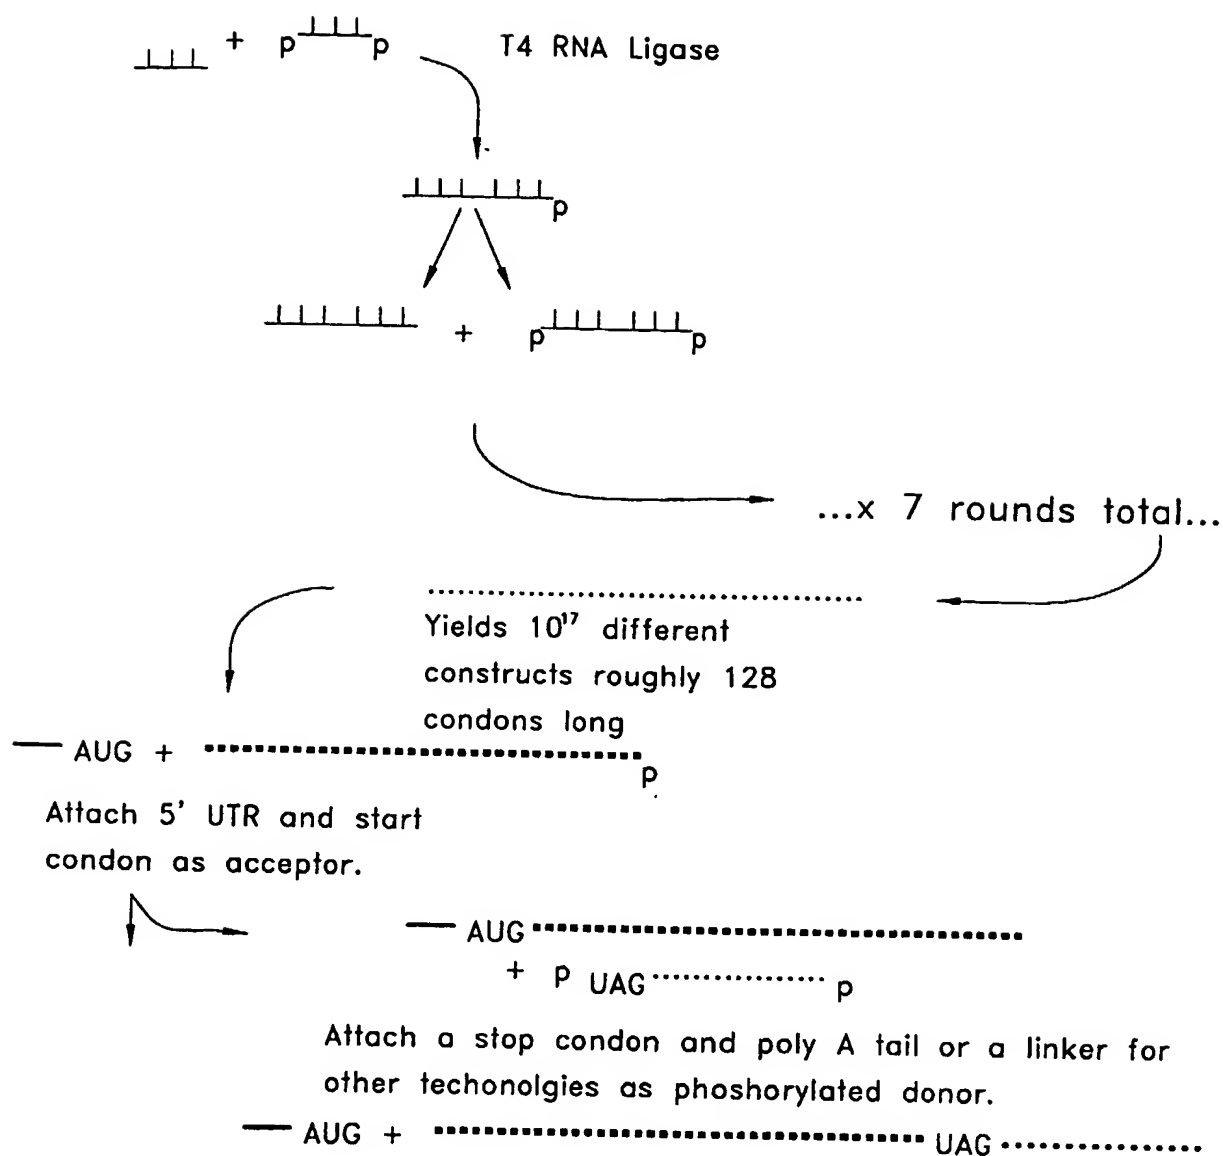 + p p T4 RNA Ligase
p
+ p p
...x 7 rounds total...
Yields 10¹⁷ different
constructs roughly 128
condons long
AUG + p
Attach 5' UTR and start
condon as acceptor.
AUG
+ p UAG p
Attach a stop condon and poly A tail or a linker for
other techonolgies as phoshorylated donor.
AUG + UAG